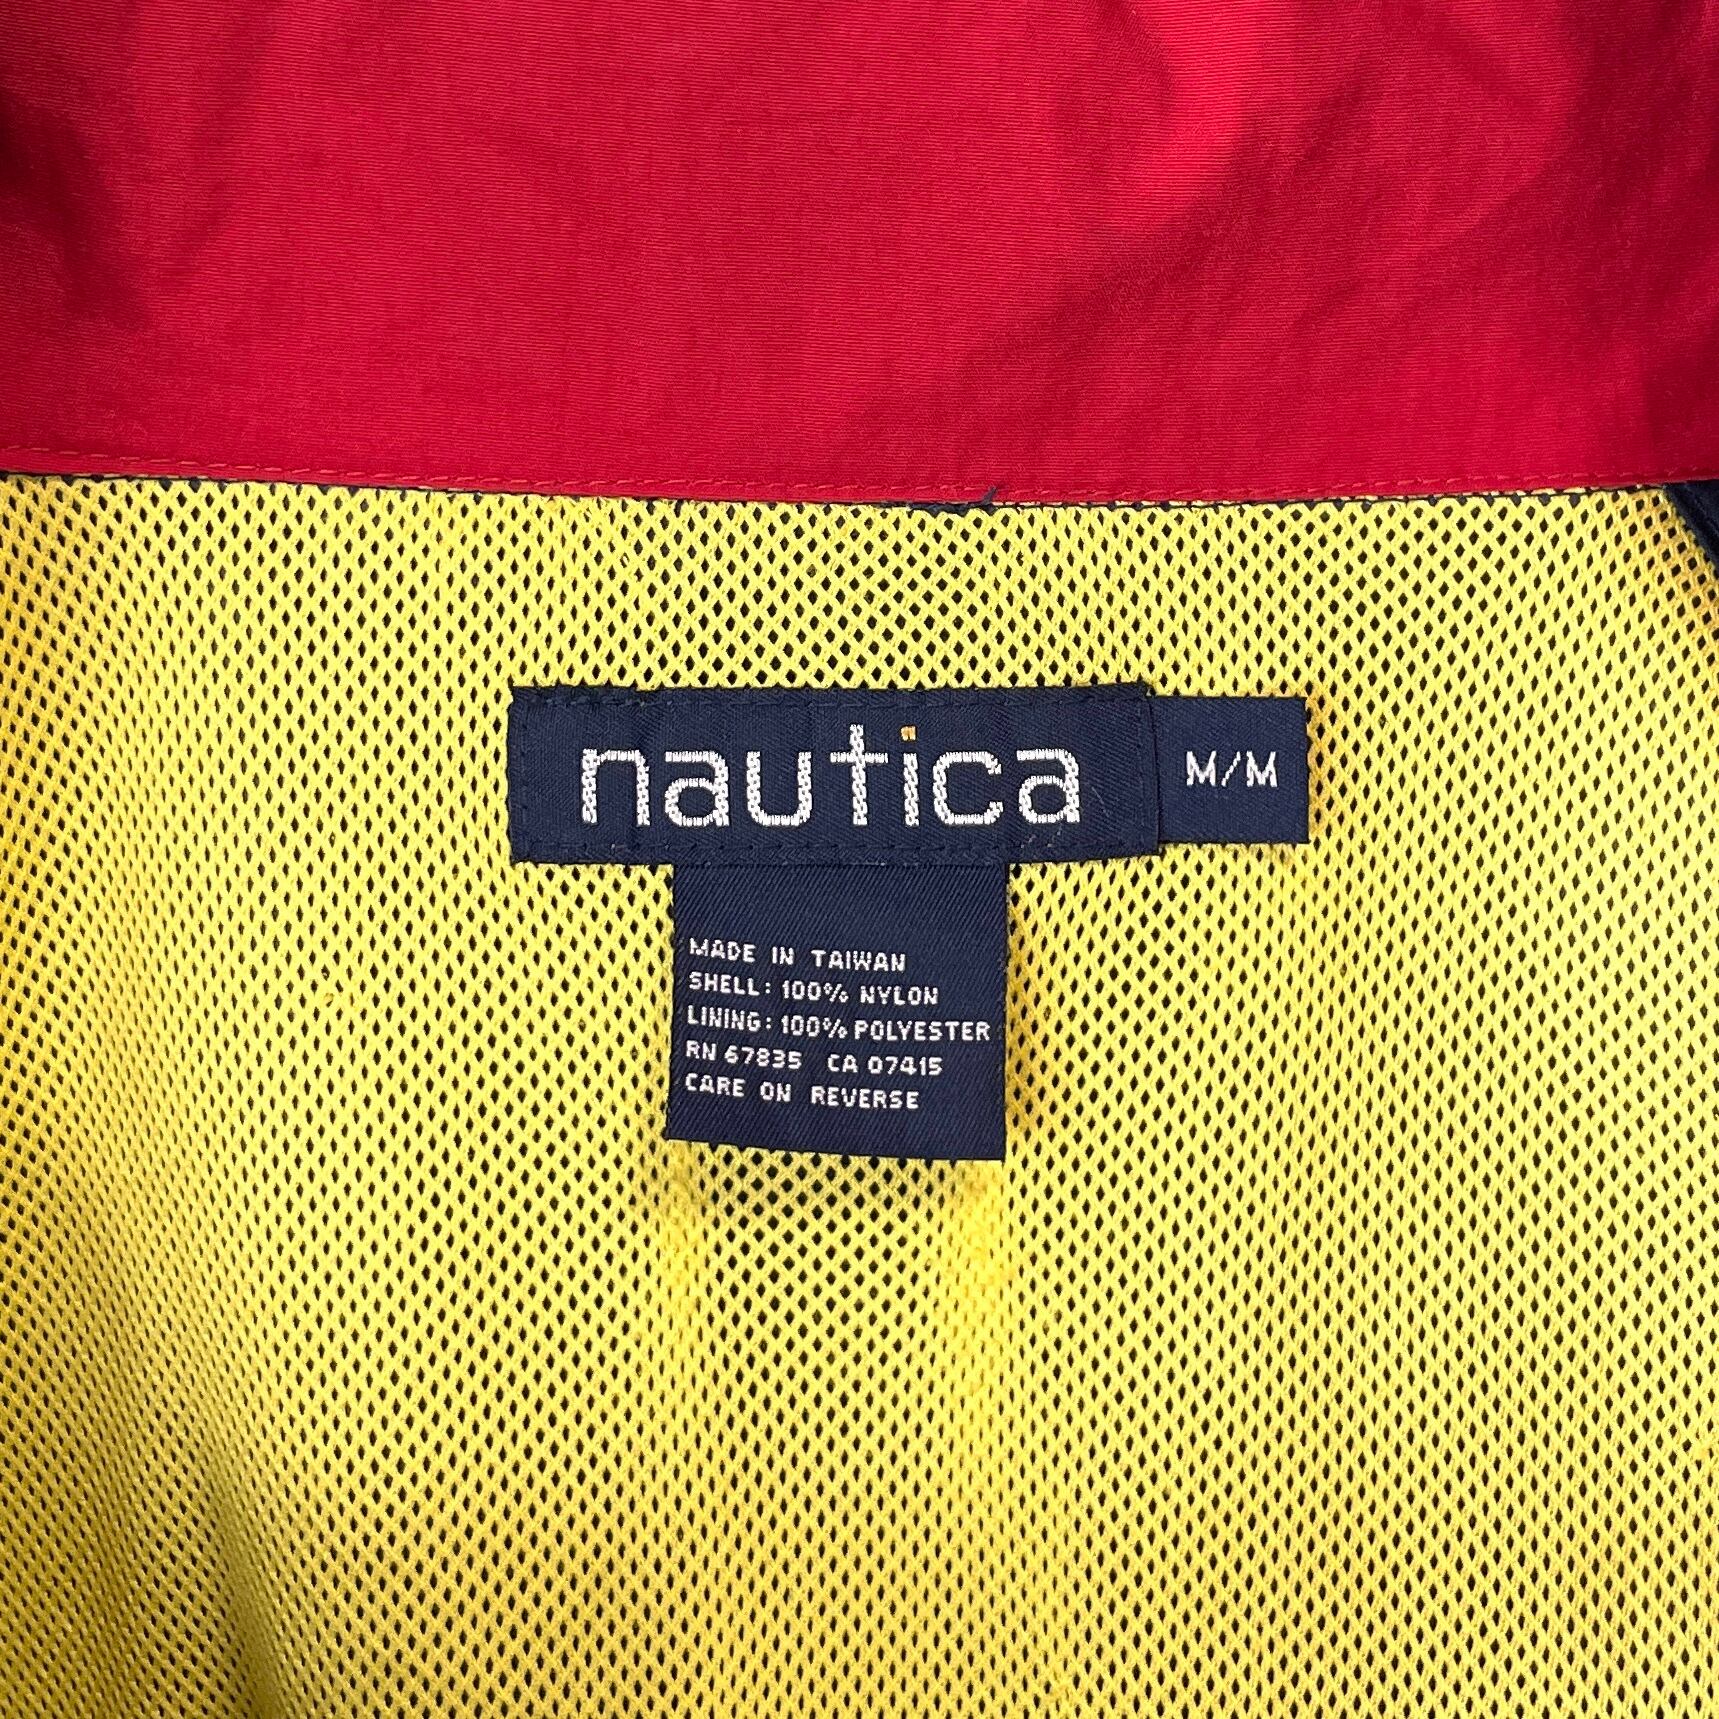 nautica
M/M
MADE IN TAIWAN
SHELL: 100% NYLON
LINING: 100% POLYESTER
RN 67835 CA 07415
CARE ON REVERSE